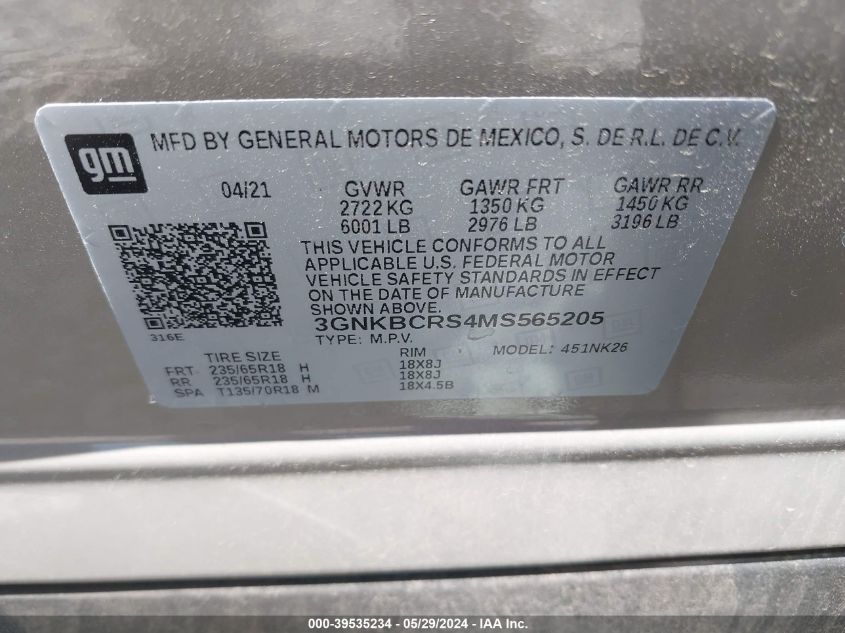 gm
MFD BY GENERAL MOTORS DE MEXICO, S. DE R.L. DE C.V.
04/21 GVWR GAWR FRT GAWR RR
2722 KG 1350 KG 1450 KG
6001 LB 2976 LB 3196 LB
THIS VEHICLE CONFORMS TO ALL
APPLICABLE U.S. FEDERAL MOTOR
VEHICLE SAFETY STANDARDS IN EFFECT
ON THE DATE OF MANUFACTURE
SHOWN ABOVE.
3GNKBCRS4MS565205
316E
TYPE: M.P.V. MODEL: 451NK26
TIRE SIZE RIM
FRT 235/65R18 H 18X8J
RR 235/65R18 H 18X8J
SPA T135/70R18 M 18X4.5B
000-39535234 - 05/29/2024 - IAA Inc.